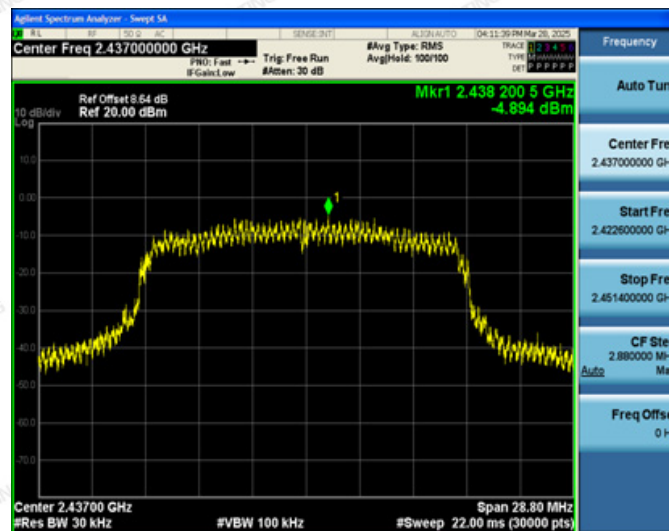 Agilent Spectrum Analyzer - Swept SA
RL RF 50 Ω AC SENSE:INT ALIGN AUTO 04:11:39 PM Mar 28, 2025
Center Freq 2.437000000 GHz #Avg Type: RMS TRACE 1 2 3 4 5 6
PNO: Fast Trig: Free Run Avg|Hold: 100/100 TYPE
IFGain:Low #Atten: 30 dB DET P P P P P P
Frequency
Mkr1 2.438 200 5 GHz
-4.894 dBm
Ref Offset 8.64 dB
10 dB/div Ref 20.00 dBm
Log
10.0
0.00
-10.0
-20.0
-30.0
-40.0
-50.0
-60.0
-70.0
1
Auto Tun
Center Fre
2.437000000 GH
Start Fre
2.422600000 GH
Stop Fre
2.451400000 GH
CF Ste
2.880000 MH
Auto Ma
Freq Offse
0 H
Center 2.43700 GHz Span 28.80 MHz
#Res BW 30 kHz #VBW 100 kHz #Sweep 22.00 ms (30000 pts)